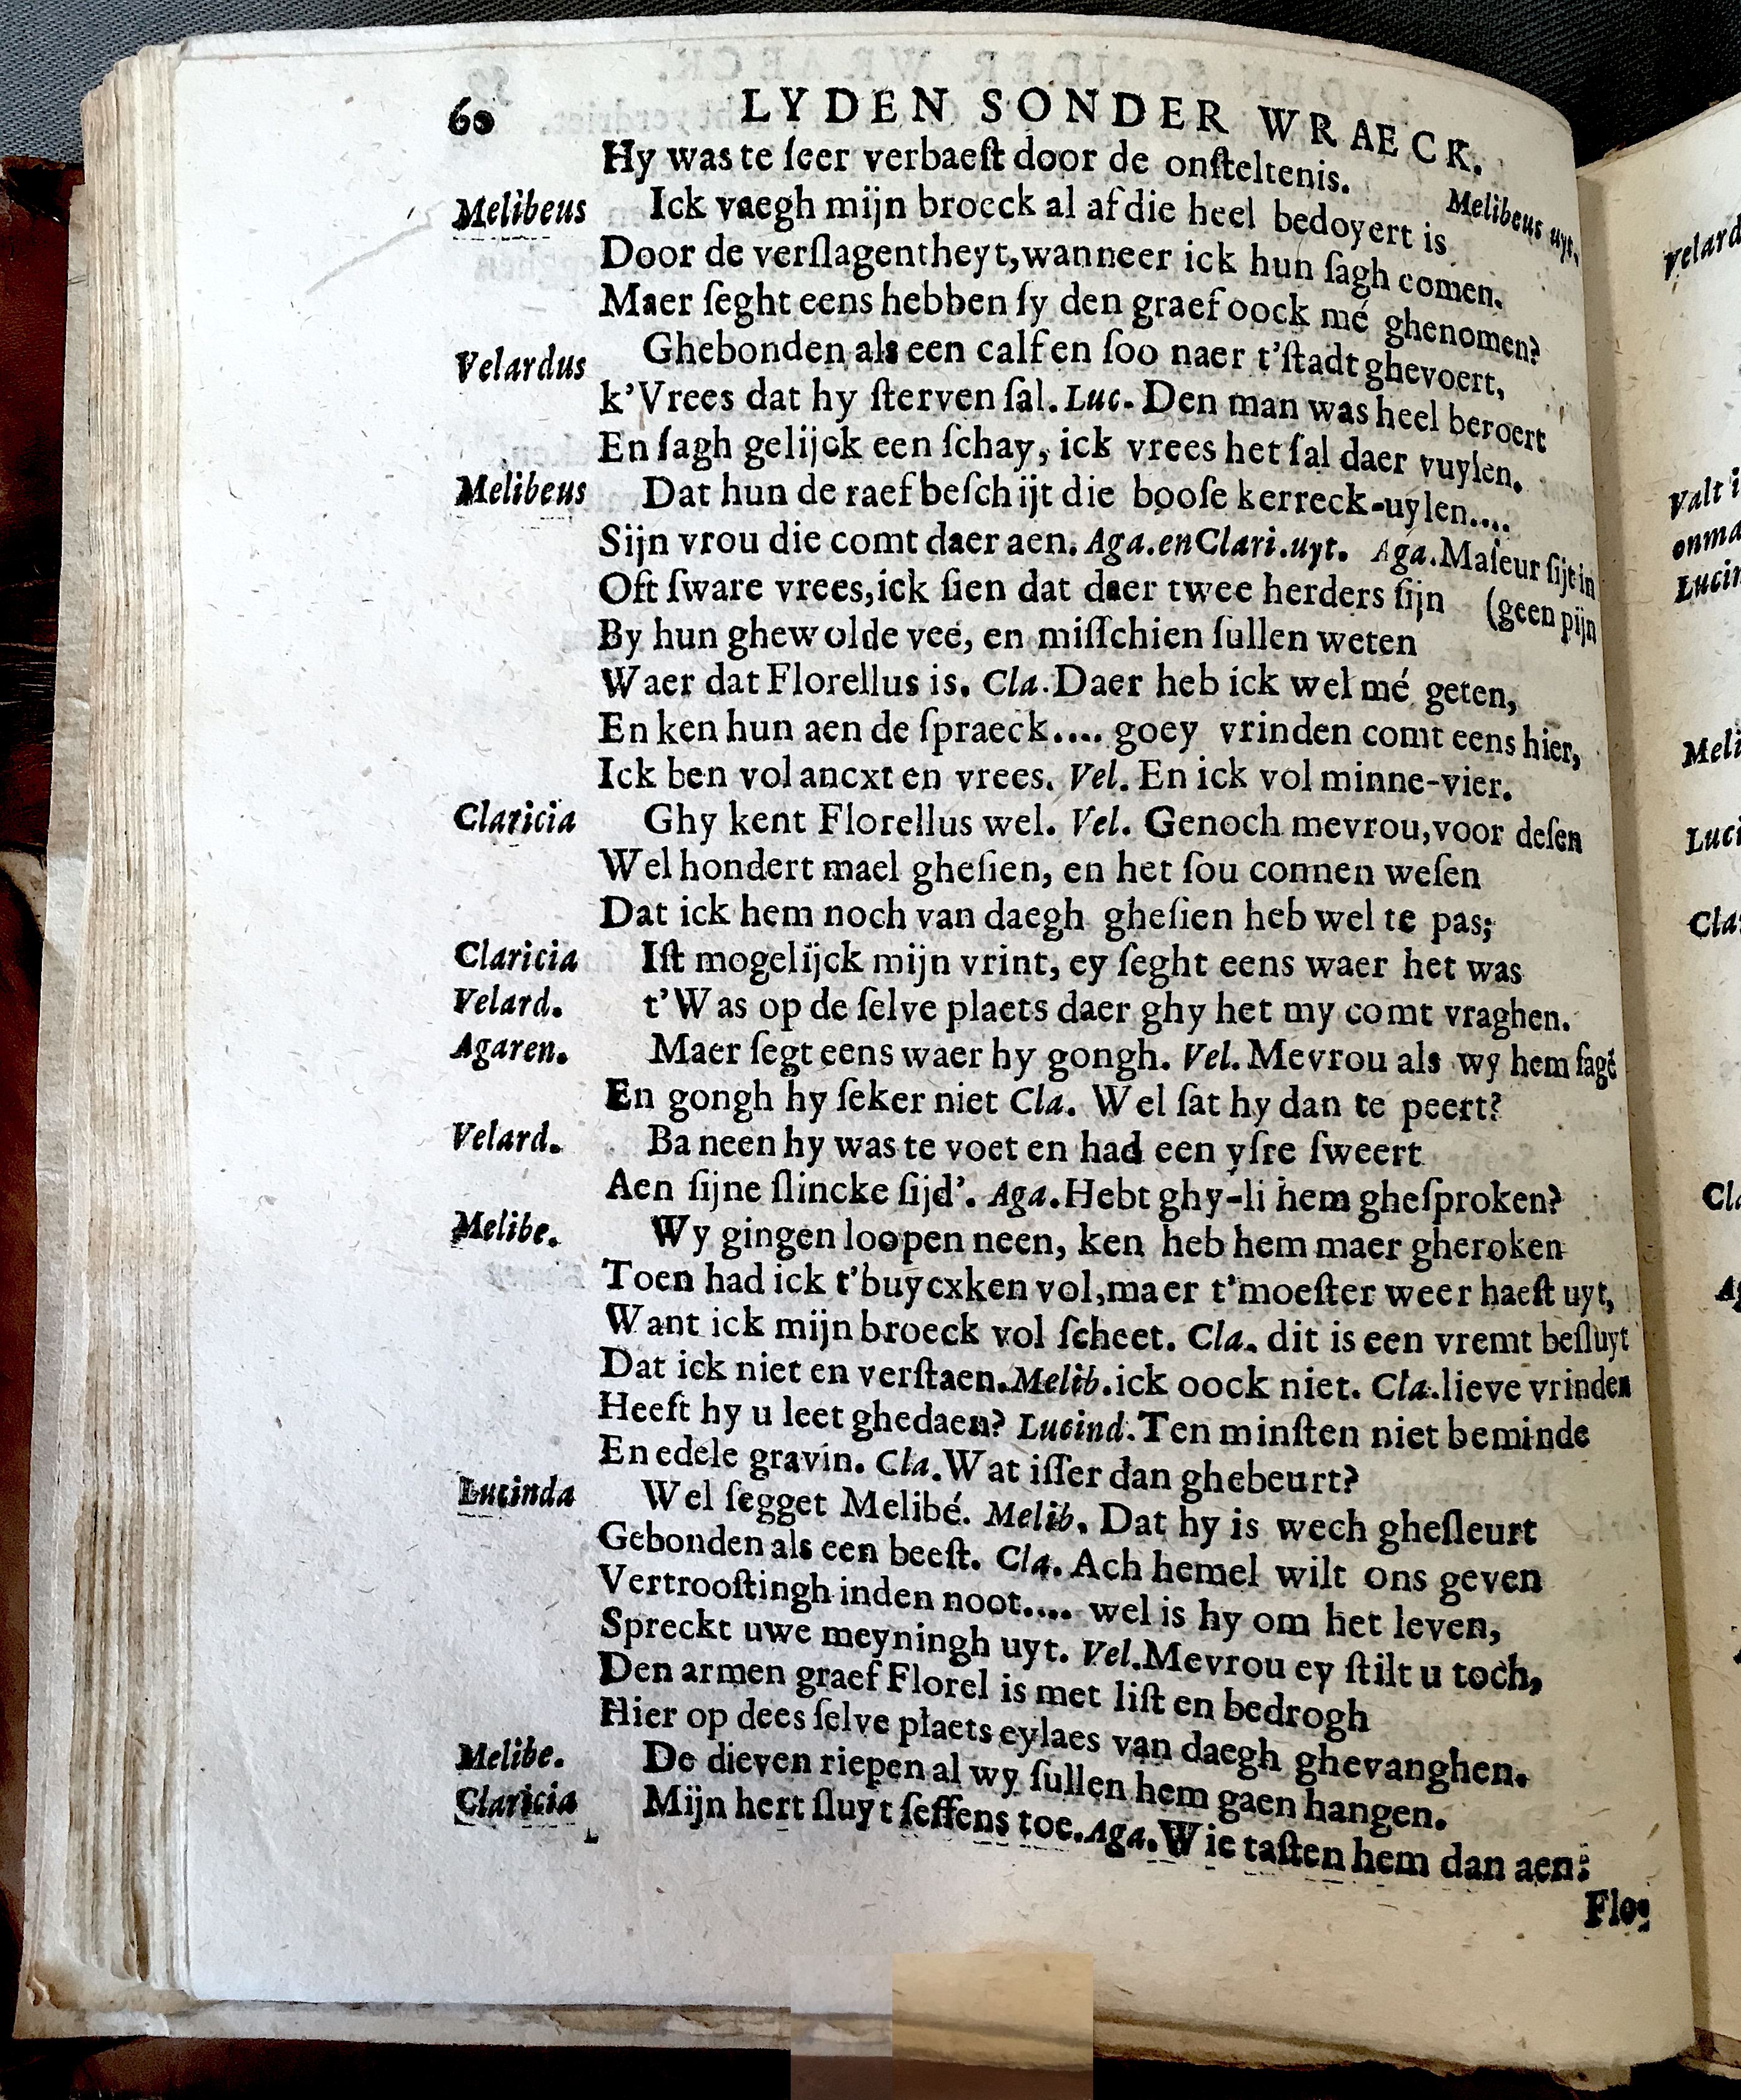 60 LYDEN SONDER WRAECK.
Hy was te seer verbaest door de onsteltenis.
Melibeus uyt.
Melibeus Ick vaegh mijn broeck al af die heel bedoyert is
Door de verslagentheyt, wanneer ick hun sagh comen.
Maer seght eens hebben sy den graef oock mé ghenomen?
Velardus Ghebonden als een calf en soo naer t'stadt ghevoert,
k'Vrees dat hy sterven sal. Luc. Den man was heel beroert
En sagh gelijck een schay, ick vrees het sal daer vuylen.
Melibeus Dat hun de raef beschijt die boose kerreck-uylen....
Sijn vrou die comt daer aen. Aga. en Clari. uyt. Aga. Maseur sijt in
Oft sware vrees, ick sien dat daer twee herders sijn (geen pijn
By hun ghewolde vee, en misschien sullen weten
Waer dat Florellus is. Cla. Daer heb ick wel mé geten,
En ken hun aen de spraeck.... goey vrinden comt eens hier,
Ick ben vol ancxt en vrees. Vel. En ick vol minne-vier.
Claricia Ghy kent Florellus wel. Vel. Genoch mevrou, voor desen
Wel hondert mael ghesien, en het sou connen wesen
Dat ick hem noch van daegh ghesien heb wel te pas;
Claricia Ist mogelijck mijn vrint, ey seght eens waer het was
Velard. t'Was op de selve plaets daer ghy het my comt vraghen.
Agaren. Maer segt eens waer hy gongh. Vel. Mevrou als wy hem sagē
En gongh hy seker niet Cla. Wel sat hy dan te peert?
Velard. Ba neen hy was te voet en had een ysre sweert
Aen sijne slincke sijd'. Aga. Hebt ghy-li hem ghesproken?
Melibe. Wy gingen loopen neen, ken heb hem maer gheroken
Toen had ick t'buycxken vol, maer t'moester weer haest uyt,
Want ick mijn broeck vol scheet. Cla. dit is een vremt besluyt
Dat ick niet en verstaen. Melib. ick oock niet. Cla. lieve vrinden
Heeft hy u leet ghedaen? Lucind. Ten minsten niet beminde
En edele gravin. Cla. Wat isser dan ghebeurt?
Lucinda Wel segget Melibé. Melib. Dat hy is wech ghesleurt
Gebonden als een beest. Cla. Ach hemel wilt ons geven
Vertroostingh inden noot.... wel is hy om het leven,
Spreckt uwe meyningh uyt. Vel. Mevrou ey stilt u toch,
Den armen graef Florel is met list en bedrogh
Hier op dees selve plaets eylaes van daegh ghevanghen.
Melibe. De dieven riepen al wy sullen hem gaen hangen.
Claricia Mijn hert sluyt seffens toe. Aga. Wie tasten hem dan aen?
Flo-
Velard
Valt i
onma
Lucin
Meli
Luci
Cla
Cla
Ag